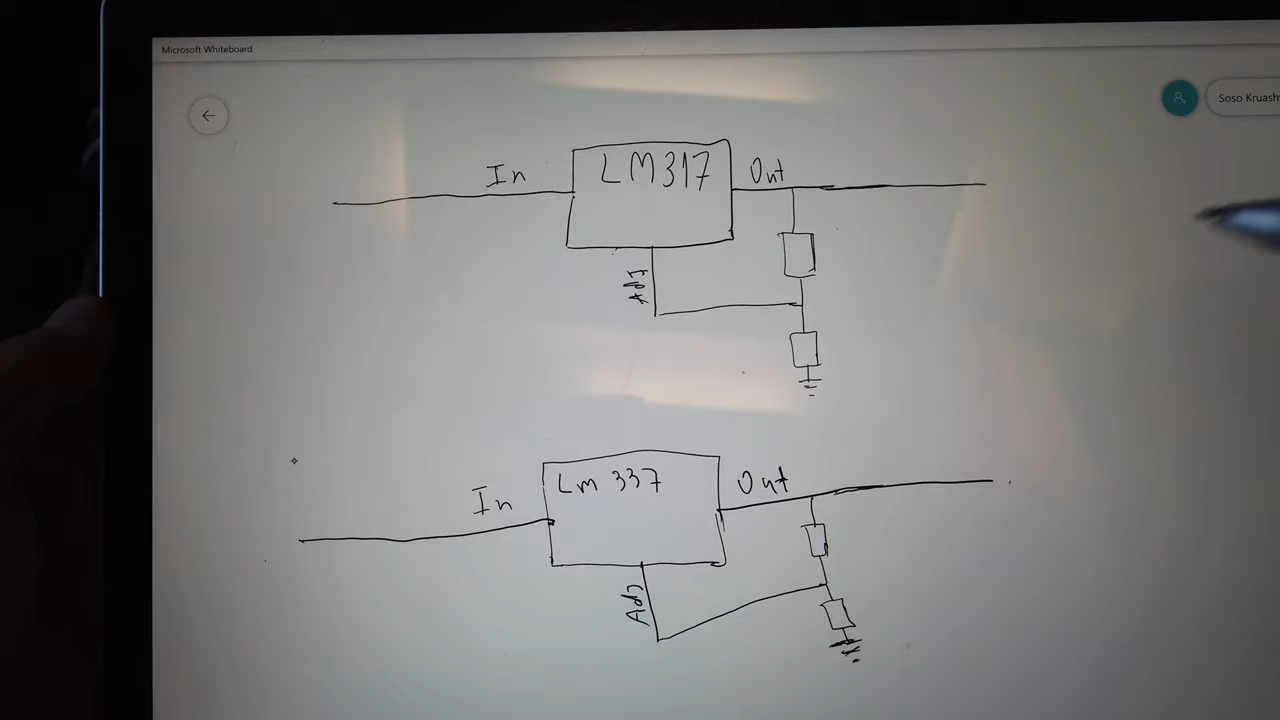 Microsoft Whiteboard
Soso Kruash
In
LM317
Out
Adj
In
Lm 337
Out
Adj